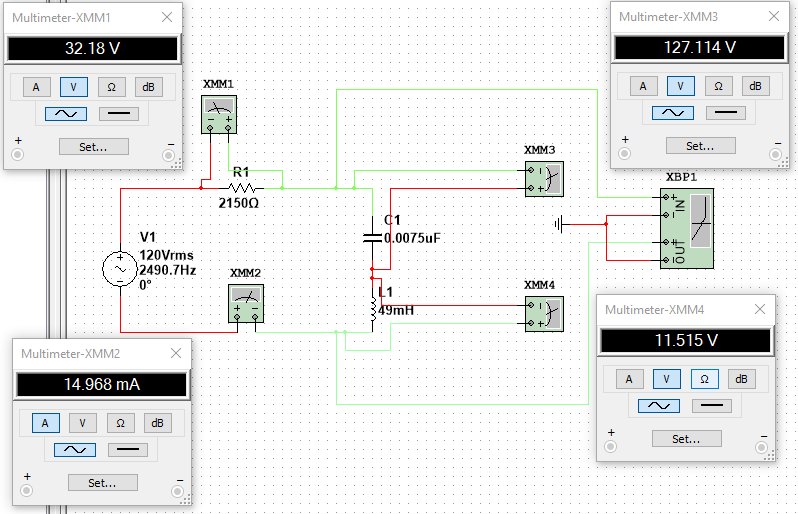 Multimeter-XMM1
32.18 V
A V Ω dB
+ Set... −
Multimeter-XMM3
127.114 V
A V Ω dB
+ Set... −
XMM1
R1
2150Ω
XMM3
XBP1
IN
OUT
C1
0.0075uF
V1
120Vrms
2490.7Hz
0°
XMM2
L1
49mH
XMM4
Multimeter-XMM2
14.968 mA
A V Ω dB
+ Set... −
Multimeter-XMM4
11.515 V
A V Ω dB
+ Set... −